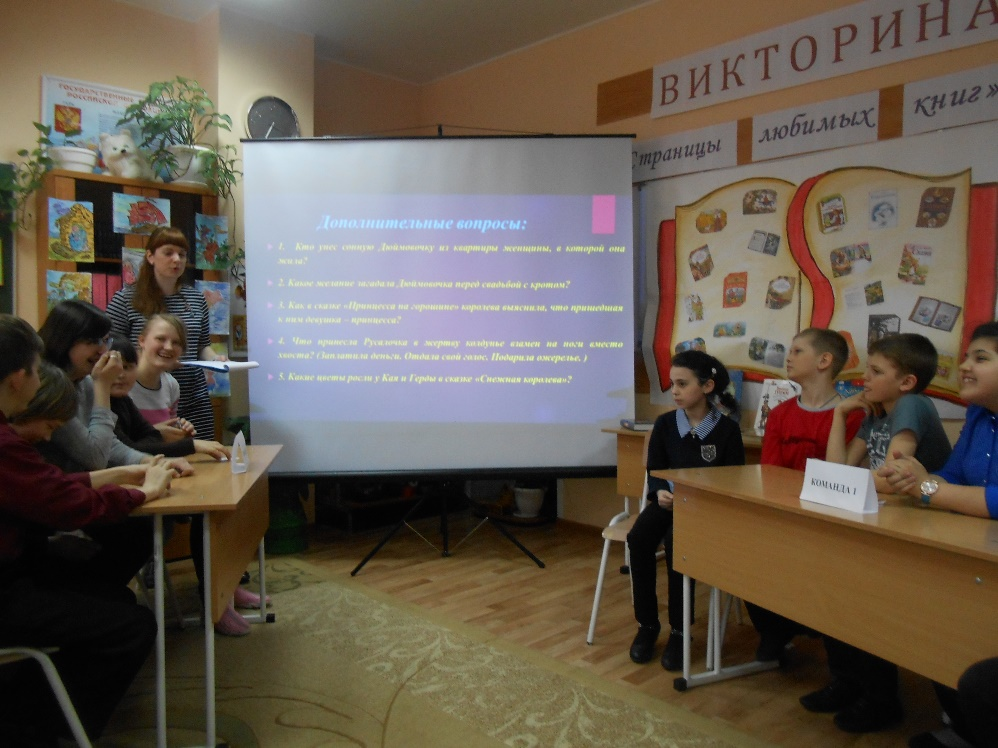 ГОСУДАРСТВЕННЫЕ
ВИКТОРИНА
Страницы любимых книг»
Дополнительные вопросы:
1. Кто унес сонную Дюймовочку из квартиры женщины, в которой она
жила?
2. Какое желание загадала Дюймовочка перед свадьбой с кротом?
3. Как в сказке «Принцесса на горошине» королева выяснила, что пришедшая
к ним девушка – принцесса?
4. Что принесла Русалочка в жертву колдунье взамен на ноги вместо
хвоста? (Заплатила деньги. Отдала свой голос. Подарила ожерелье. )
5. Какие цветы росли у Кая и Герды в сказке «Снежная королева»?
КОМАНДА 1